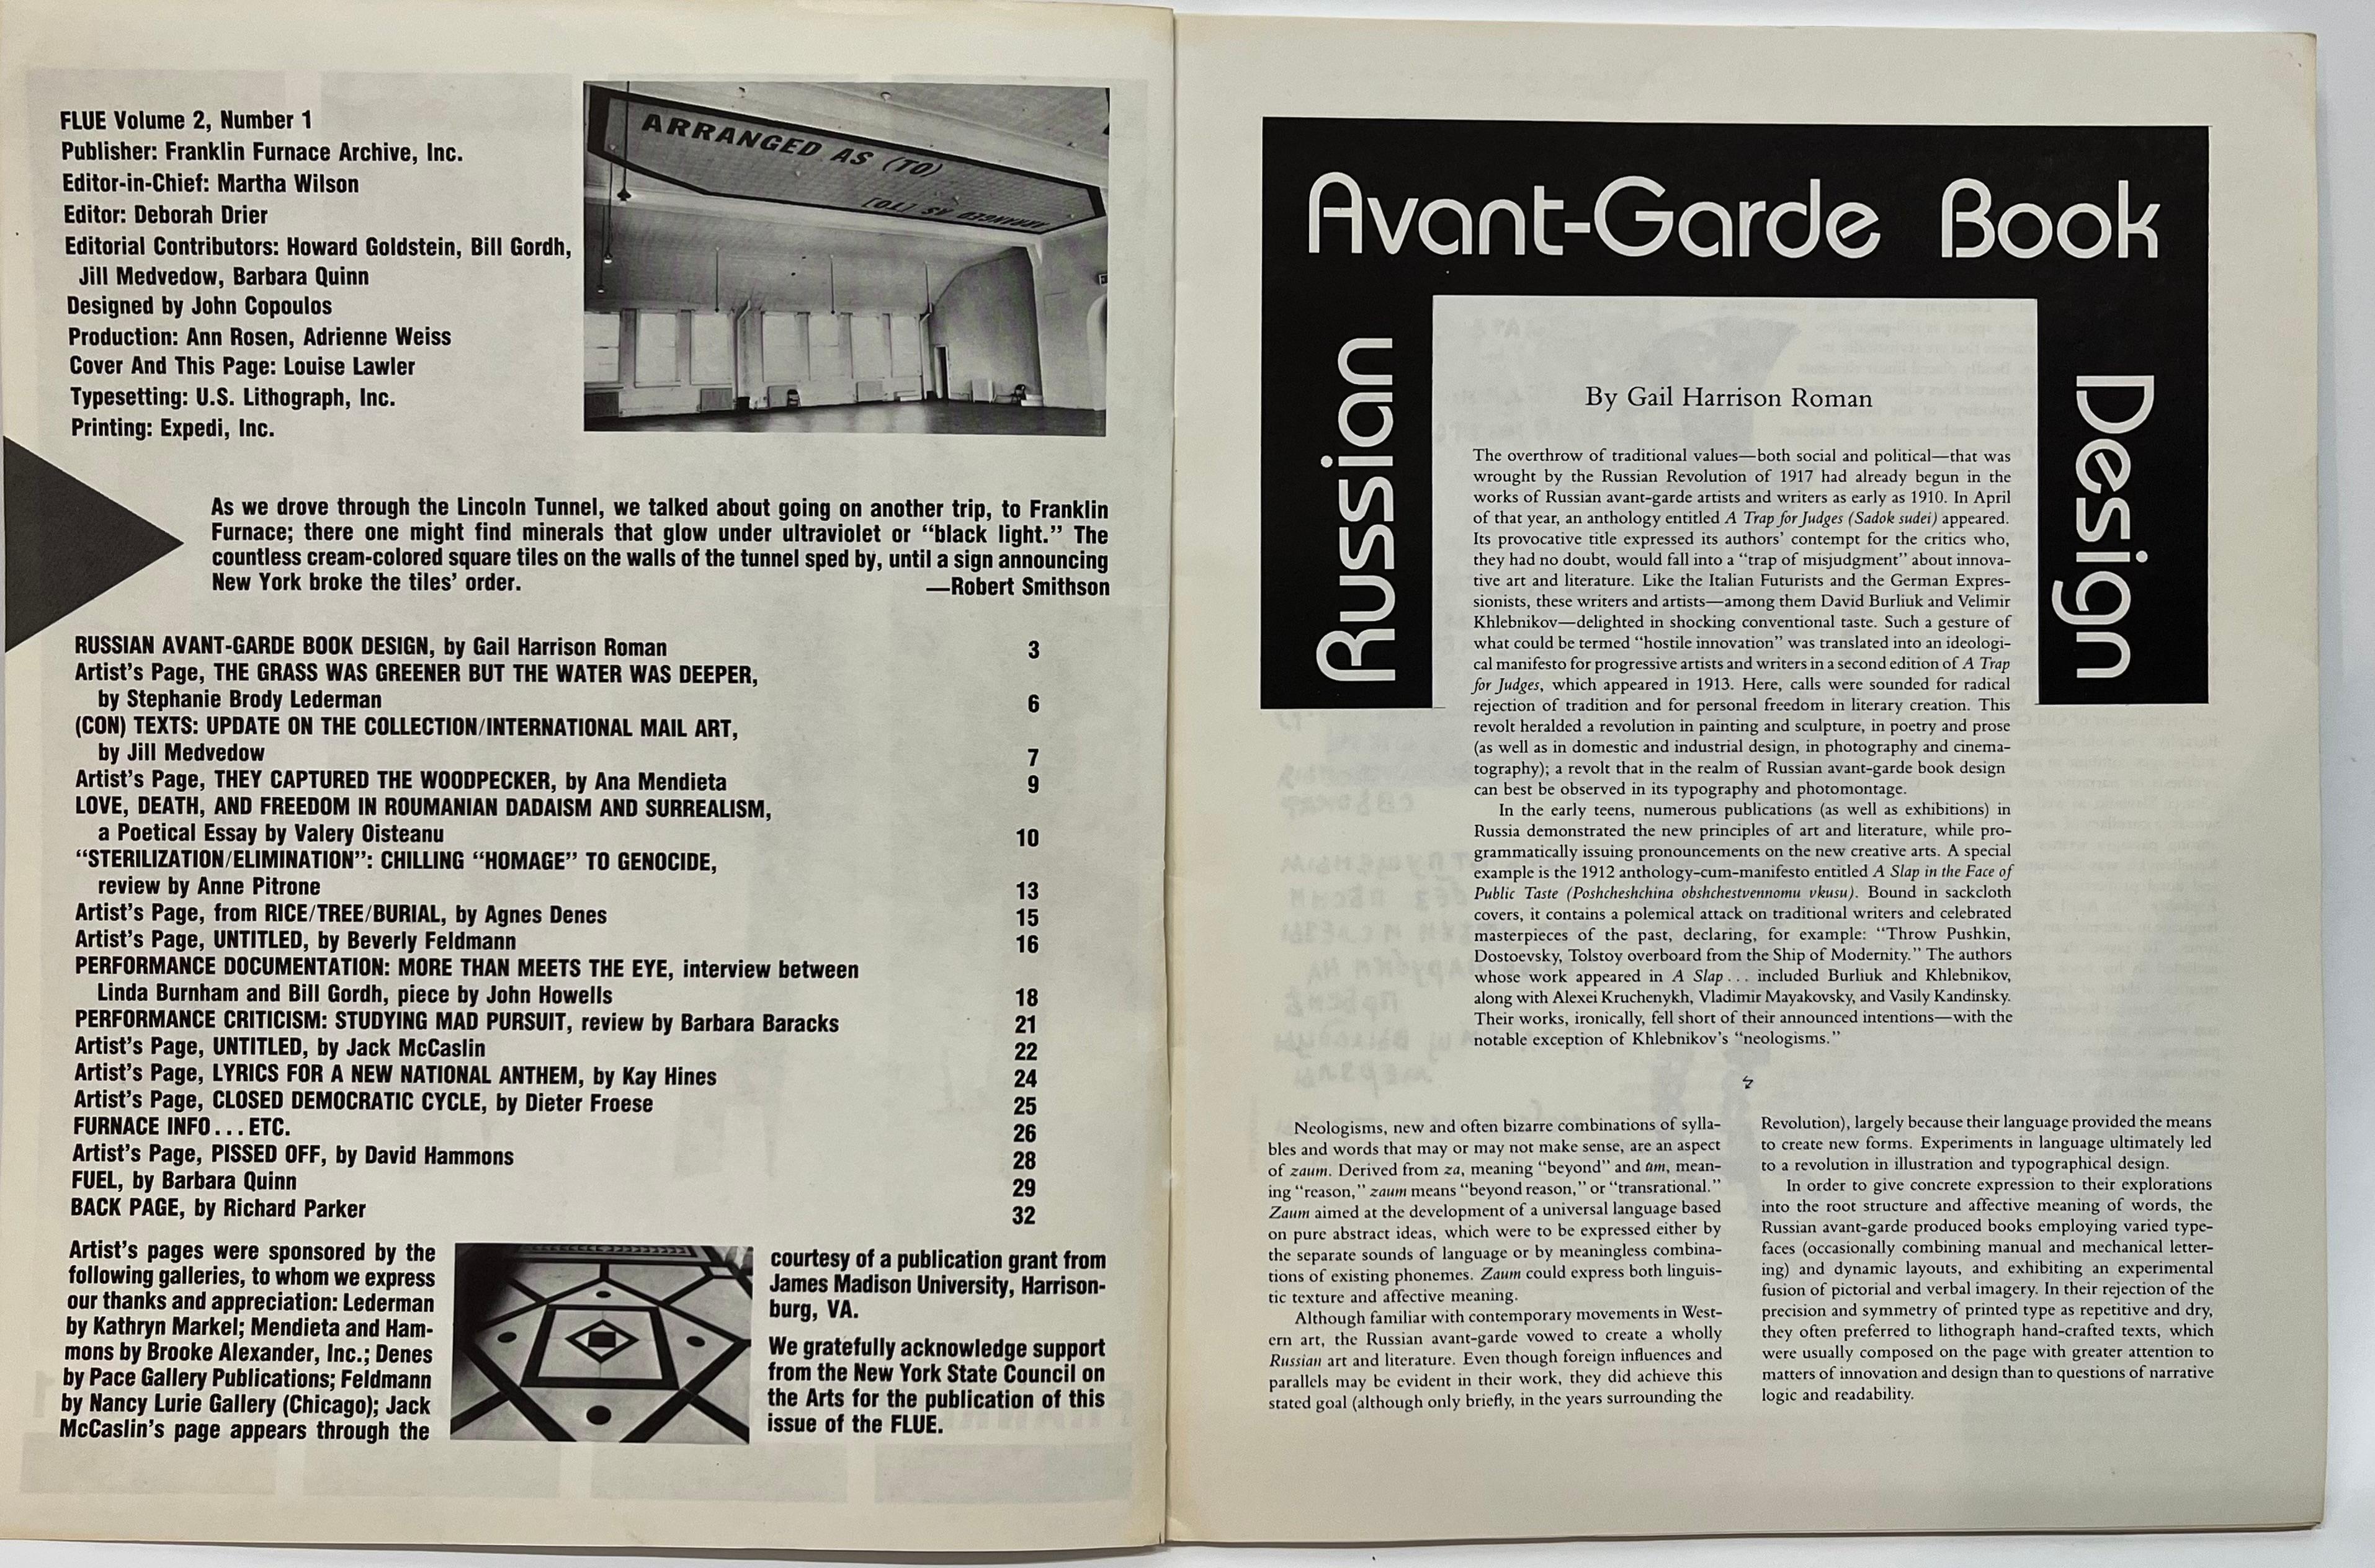 FLUE Volume 2, Number 1
Publisher: Franklin Furnace Archive, Inc.
Editor-in-Chief: Martha Wilson
Editor: Deborah Drier
Editorial Contributors: Howard Goldstein, Bill Gordh,
Jill Medvedow, Barbara Quinn
Designed by John Copoulos
Production: Ann Rosen, Adrienne Weiss
Cover And This Page: Louise Lawler
Typesetting: U.S. Lithograph, Inc.
Printing: Expedi, Inc.
ARRANGED AS (TO)
ARRANGED AS [TO]
As we drove through the Lincoln Tunnel, we talked about going on another trip, to Franklin
Furnace; there one might find minerals that glow under ultraviolet or “black light.” The
countless cream-colored square tiles on the walls of the tunnel sped by, until a sign announcing
New York broke the tiles’ order.
—Robert Smithson
RUSSIAN AVANT-GARDE BOOK DESIGN, by Gail Harrison Roman 3
Artist’s Page, THE GRASS WAS GREENER BUT THE WATER WAS DEEPER,
by Stephanie Brody Lederman 6
(CON) TEXTS: UPDATE ON THE COLLECTION/INTERNATIONAL MAIL ART,
by Jill Medvedow 7
Artist’s Page, THEY CAPTURED THE WOODPECKER, by Ana Mendieta 9
LOVE, DEATH, AND FREEDOM IN ROUMANIAN DADAISM AND SURREALISM,
a Poetical Essay by Valery Oisteanu 10
“STERILIZATION/ELIMINATION”: CHILLING “HOMAGE” TO GENOCIDE,
review by Anne Pitrone 13
Artist’s Page, from RICE/TREE/BURIAL, by Agnes Denes 15
Artist’s Page, UNTITLED, by Beverly Feldmann 16
PERFORMANCE DOCUMENTATION: MORE THAN MEETS THE EYE, interview between
Linda Burnham and Bill Gordh, piece by John Howells 18
PERFORMANCE CRITICISM: STUDYING MAD PURSUIT, review by Barbara Baracks 21
Artist’s Page, UNTITLED, by Jack McCaslin 22
Artist’s Page, LYRICS FOR A NEW NATIONAL ANTHEM, by Kay Hines 24
Artist’s Page, CLOSED DEMOCRATIC CYCLE, by Dieter Froese 25
FURNACE INFO...ETC. 26
Artist’s Page, PISSED OFF, by David Hammons 28
FUEL, by Barbara Quinn 29
BACK PAGE, by Richard Parker 32
Artist’s pages were sponsored by the
following galleries, to whom we express
our thanks and appreciation: Lederman
by Kathryn Markel; Mendieta and Ham-
mons by Brooke Alexander, Inc.; Denes
by Pace Gallery Publications; Feldmann
by Nancy Lurie Gallery (Chicago); Jack
McCaslin’s page appears through the
courtesy of a publication grant from
James Madison University, Harrison-
burg, VA.
We gratefully acknowledge support
from the New York State Council on
the Arts for the publication of this
issue of the FLUE.
Russian
Avant-Garde Book
Design
By Gail Harrison Roman
The overthrow of traditional values—both social and political—that was
wrought by the Russian Revolution of 1917 had already begun in the
works of Russian avant-garde artists and writers as early as 1910. In April
of that year, an anthology entitled A Trap for Judges (Sadok sudei) appeared.
Its provocative title expressed its authors’ contempt for the critics who,
they had no doubt, would fall into a “trap of misjudgment” about innova-
tive art and literature. Like the Italian Futurists and the German Expres-
sionists, these writers and artists—among them David Burliuk and Velimir
Khlebnikov—delighted in shocking conventional taste. Such a gesture of
what could be termed “hostile innovation” was translated into an ideologi-
cal manifesto for progressive artists and writers in a second edition of A Trap
for Judges, which appeared in 1913. Here, calls were sounded for radical
rejection of tradition and for personal freedom in literary creation. This
revolt heralded a revolution in painting and sculpture, in poetry and prose
(as well as in domestic and industrial design, in photography and cinema-
tography); a revolt that in the realm of Russian avant-garde book design
can best be observed in its typography and photomontage.
In the early teens, numerous publications (as well as exhibitions) in
Russia demonstrated the new principles of art and literature, while pro-
grammatically issuing pronouncements on the new creative arts. A special
example is the 1912 anthology-cum-manifesto entitled A Slap in the Face of
Public Taste (Poshcheshchina obshchestvennomu vkusu). Bound in sackcloth
covers, it contains a polemical attack on traditional writers and celebrated
masterpieces of the past, declaring, for example: “Throw Pushkin,
Dostoevsky, Tolstoy overboard from the Ship of Modernity.” The authors
whose work appeared in A Slap... included Burliuk and Khlebnikov,
along with Alexei Kruchenykh, Vladimir Mayakovsky, and Vasily Kandinsky.
Their works, ironically, fell short of their announced intentions—with the
notable exception of Khlebnikov’s “neologisms.”
Neologisms, new and often bizarre combinations of sylla-
bles and words that may or may not make sense, are an aspect
of zaum. Derived from za, meaning “beyond” and um, mean-
ing “reason,” zaum means “beyond reason,” or “transrational.”
Zaum aimed at the development of a universal language based
on pure abstract ideas, which were to be expressed either by
the separate sounds of language or by meaningless combina-
tions of existing phonemes. Zaum could express both linguis-
tic texture and affective meaning.
Although familiar with contemporary movements in West-
ern art, the Russian avant-garde vowed to create a wholly
Russian art and literature. Even though foreign influences and
parallels may be evident in their work, they did achieve this
stated goal (although only briefly, in the years surrounding the
Revolution), largely because their language provided the means
to create new forms. Experiments in language ultimately led
to a revolution in illustration and typographical design.
In order to give concrete expression to their explorations
into the root structure and affective meaning of words, the
Russian avant-garde produced books employing varied type-
faces (occasionally combining manual and mechanical letter-
ing) and dynamic layouts, and exhibiting an experimental
fusion of pictorial and verbal imagery. In their rejection of the
precision and symmetry of printed type as repetitive and dry,
they often preferred to lithograph hand-crafted texts, which
were usually composed on the page with greater attention to
matters of innovation and design than to questions of narrative
logic and readability.